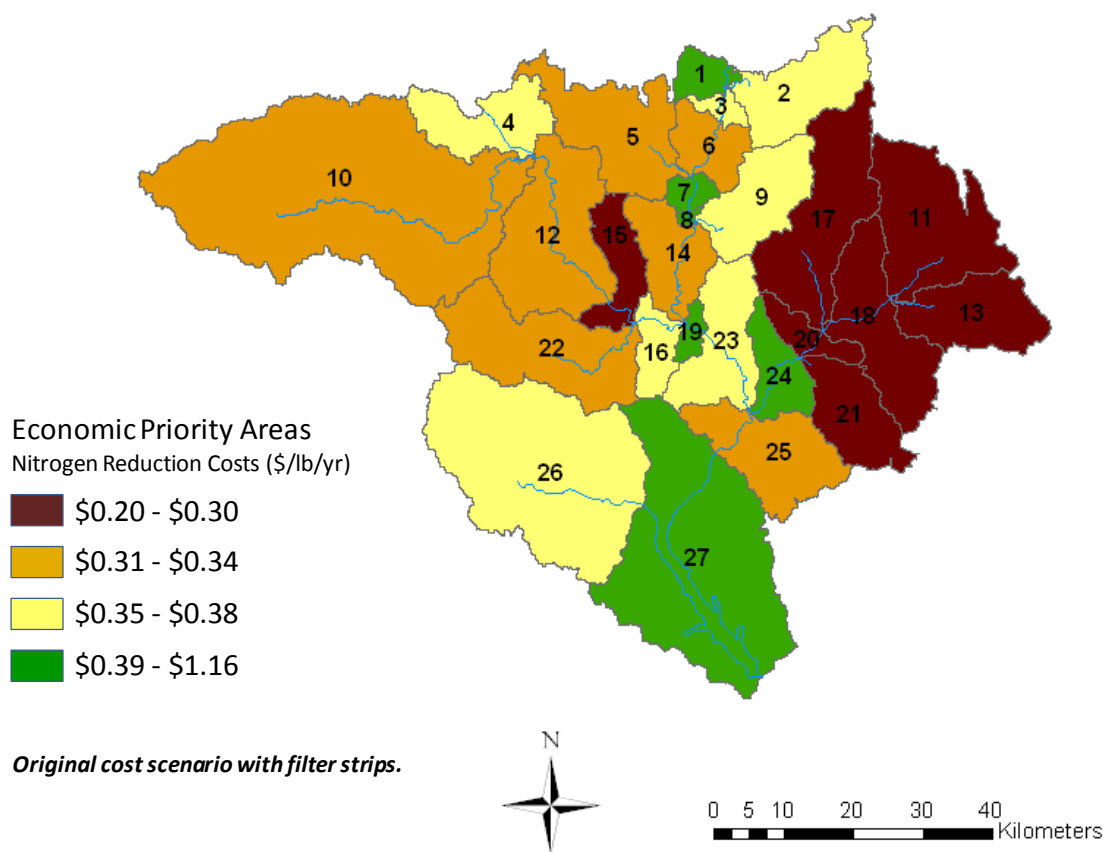 1
2
3
4
5
6
7
8
9
10
11
12
13
14
15
16
17
18
19
20
21
22
23
24
25
26
27
Economic Priority Areas
Nitrogen Reduction Costs ($/lb/yr)
$0.20 - $0.30
$0.31 - $0.34
$0.35 - $0.38
$0.39 - $1.16
Original cost scenario with filter strips.
N
0 5 10 20 30 40
Kilometers